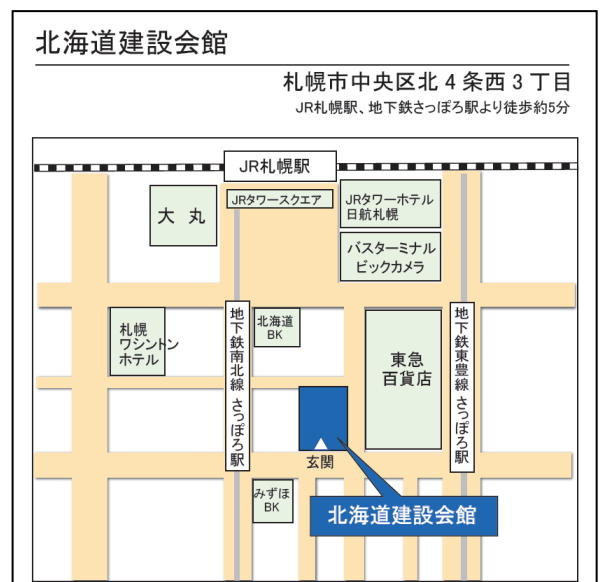 北海道建設会館
札幌市中央区北4条西3丁目
JR札幌駅、地下鉄さっぽろ駅より徒歩約5分
JR札幌駅
大丸
JRタワースクエア
JRタワーホテル
日航札幌
バスターミナル
ビックカメラ
札幌
ワシントン
ホテル
地下鉄南北線 さっぽろ駅
北海道
BK
東急
百貨店
地下鉄東豊線 さっぽろ駅
玄関
みずほ
BK
北海道建設会館